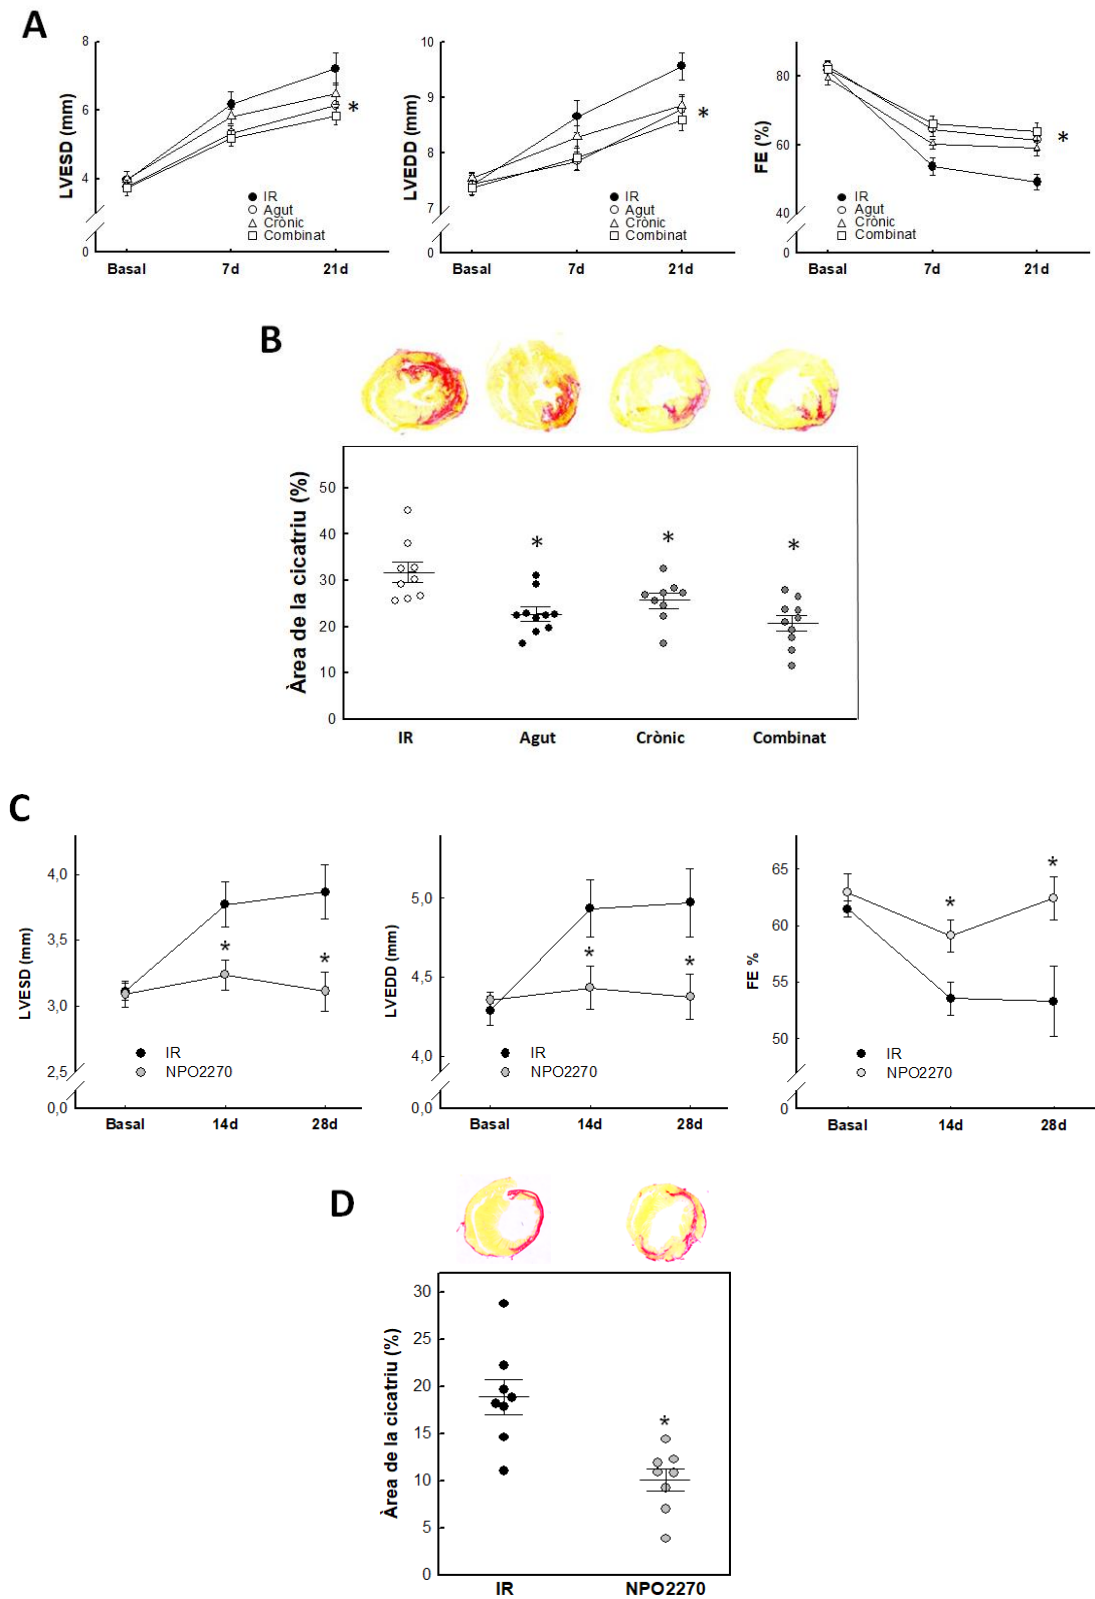 A
LVESD (mm)
8
6
4
0
IR
Agut
Crònic
Combinat
*
Basal 7d 21d
LVEDD (mm)
10
9
8
7
0
IR
Agut
Crònic
Combinat
*
Basal 7d 21d
FE (%)
80
60
40
0
IR
Agut
Crònic
Combinat
*
Basal 7d 21d
B
Àrea de la cicatriu (%)
50
40
30
20
10
0
* * *
IR Agut Crònic Combinat
C
LVESD (mm)
4,0
3,5
3,0
2,5
0,0
* *
IR
NPO2270
Basal 14d 28d
LVEDD (mm)
5,0
4,5
4,0
0,0
* *
IR
NPO2270
Basal 14d 28d
FE %
65
60
55
50
0
* *
IR
NPO2270
Basal 14d 28d
D
Àrea de la cicatriu (%)
30
25
20
15
10
5
0
*
IR NPO2270